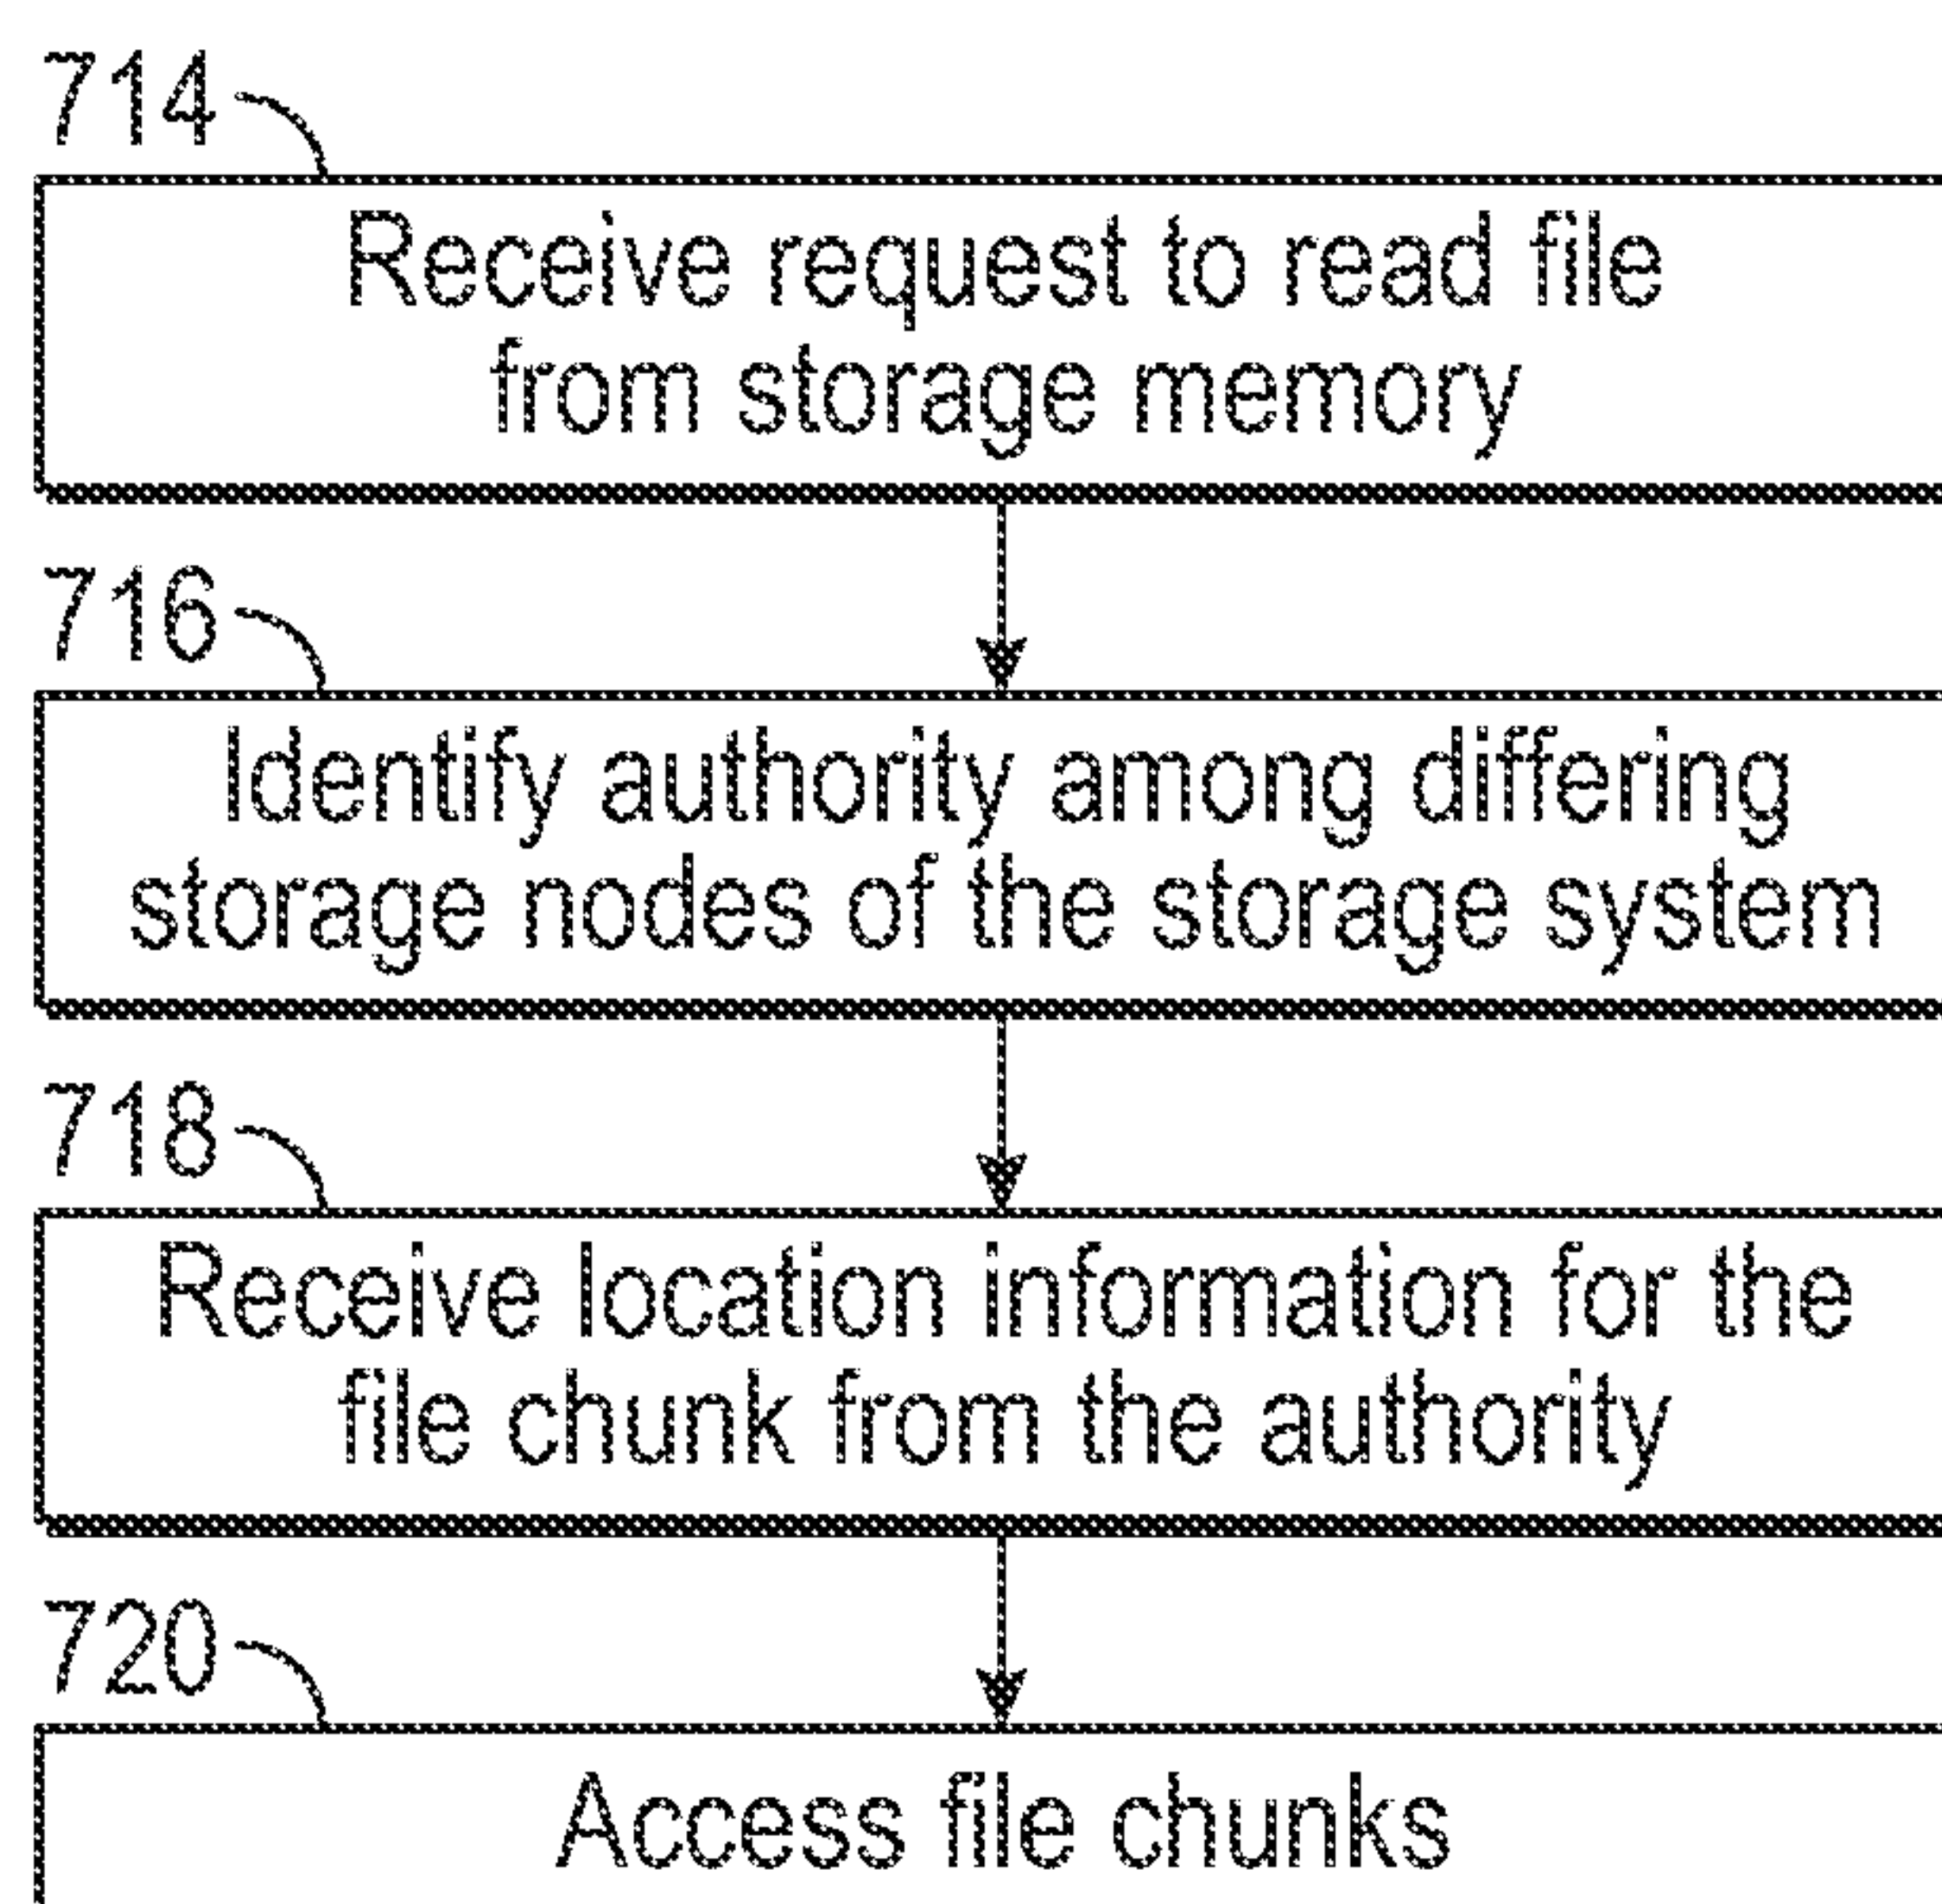 714
Receive request to read file
from storage memory
716
Identify authority among differing
storage nodes of the storage system
718
Receive location information for the
file chunk from the authority
720
Access file chunks